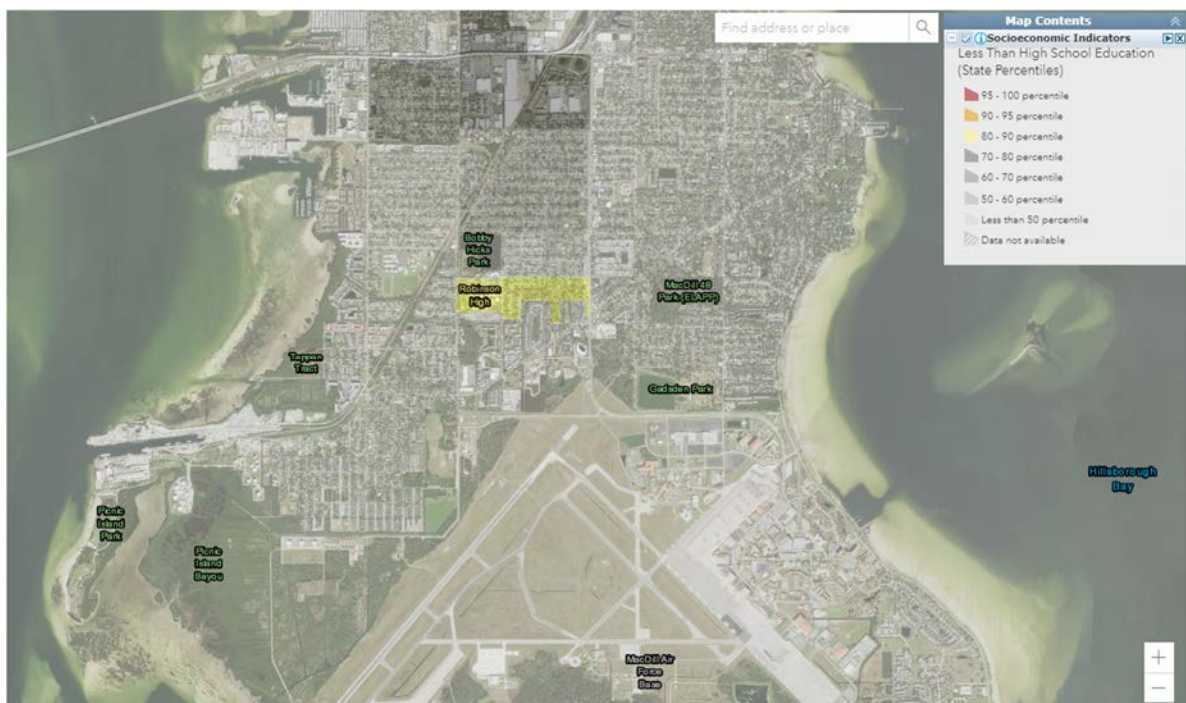 Find address or place
Map Contents
Socioeconomic Indicators
Less Than High School Education
(State Percentiles)
95 - 100 percentile
90 - 95 percentile
80 - 90 percentile
70 - 80 percentile
60 - 70 percentile
50 - 60 percentile
Less than 50 percentile
Data not available
Bobby
Hicks
Park
Robinson
High
MacDill 48
Park (ELAPP)
Tappan
Tract
Gadsden Park
Hillsborough
Bay
Picnic
Island
Park
Picnic
Island
Bayou
MacDill Air
Force
Base